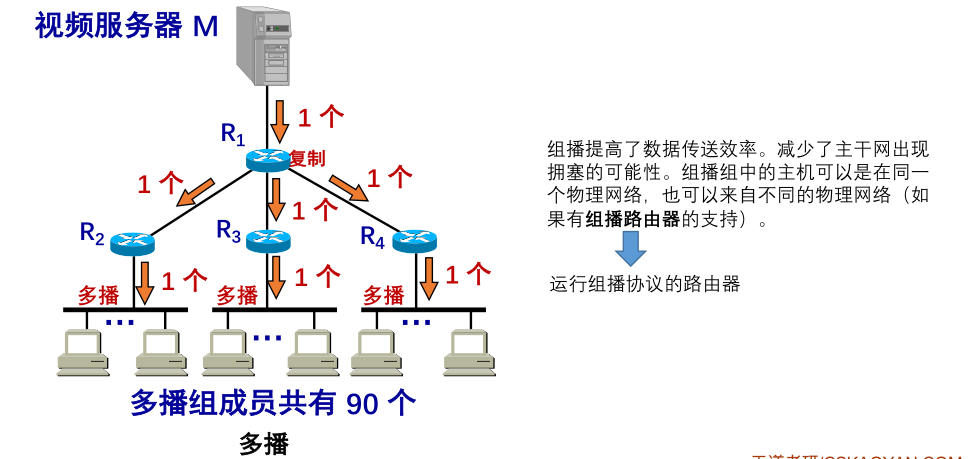 视频服务器 M
1 个
R1
复制
1 个
1 个
1 个
R2
R3
R4
1 个
1 个
1 个
多播
多播
多播
…
…
…
多播组成员共有 90 个
多播
组播提高了数据传送效率。减少了主干网出现
拥塞的可能性。组播组中的主机可以是在同一
个物理网络，也可以来自不同的物理网络（如
果有组播路由器的支持）。
运行组播协议的路由器